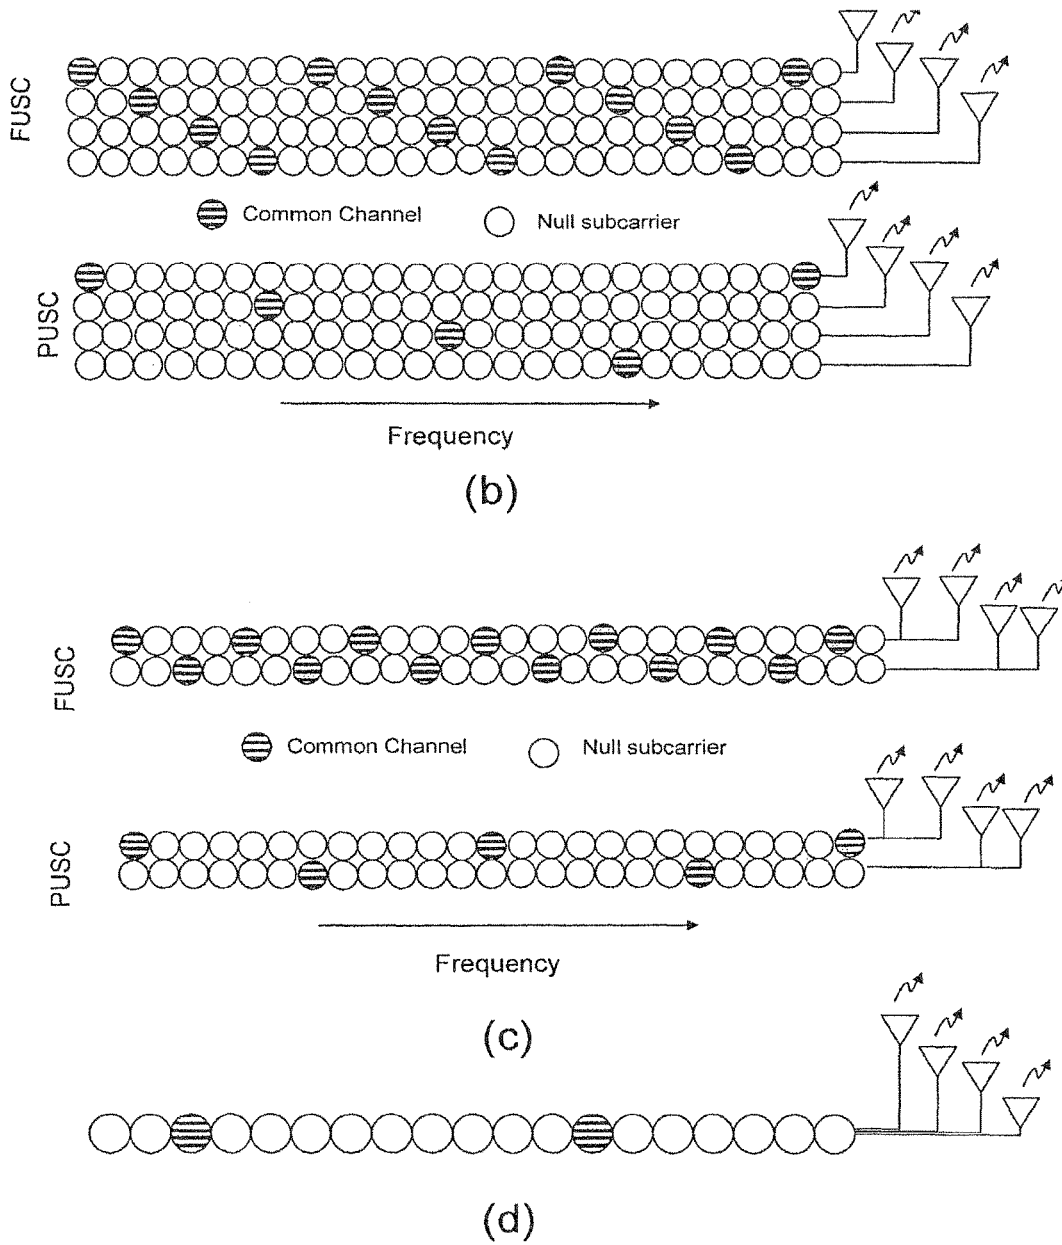 FUSC
Common Channel
Null subcarrier
PUSC
Frequency
(b)
FUSC
Common Channel
Null subcarrier
PUSC
Frequency
(c)
(d)